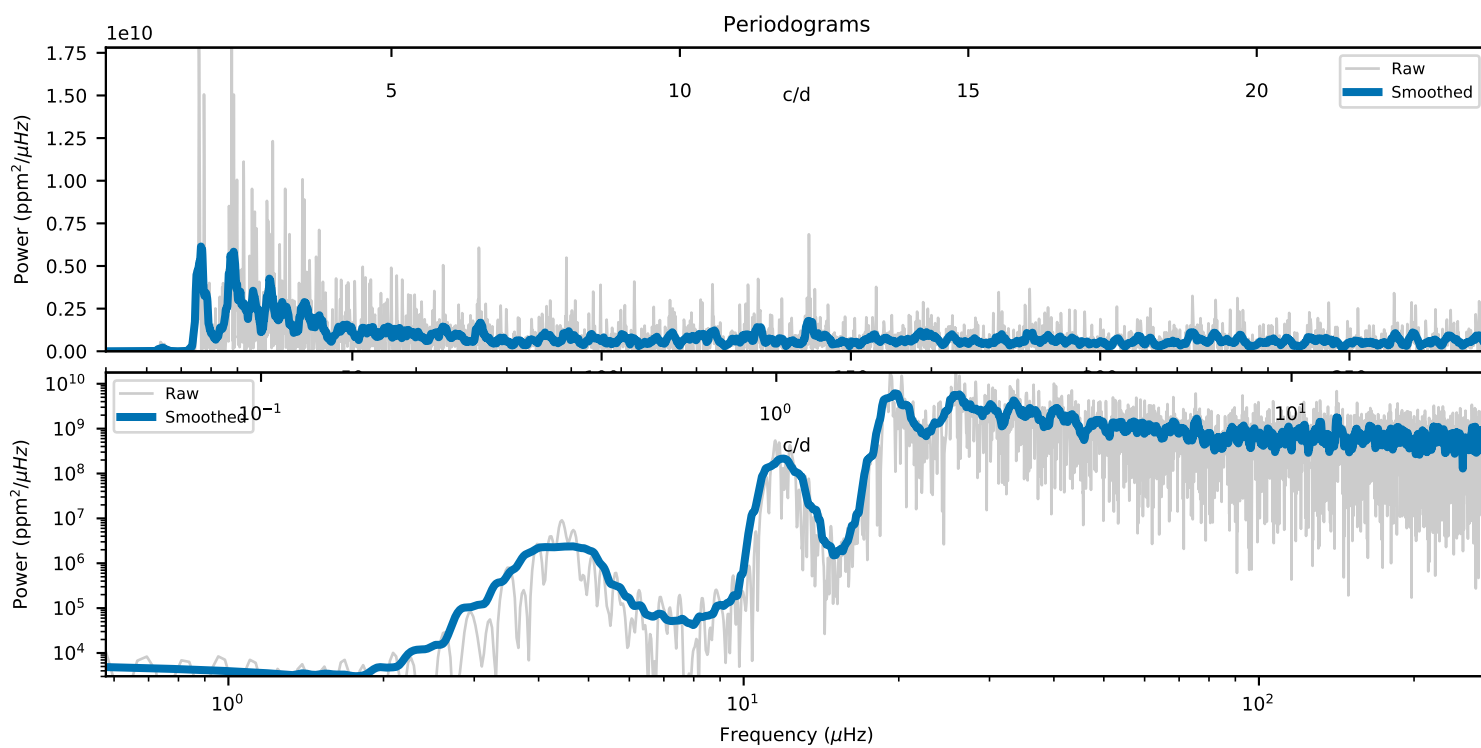 Periodograms
1e10
1.75
1.50
1.25
1.00
0.75
0.50
0.25
0.00
Power (ppm²/μHz)
5 10 15 20
c/d
Raw
Smoothed
10¹⁰
10⁹
10⁸
10⁷
10⁶
10⁵
10⁴
Power (ppm²/μHz)
Raw
Smoothed
10⁻¹ 10⁰ 10¹
c/d
10⁰ 10¹ 10²
Frequency (μHz)